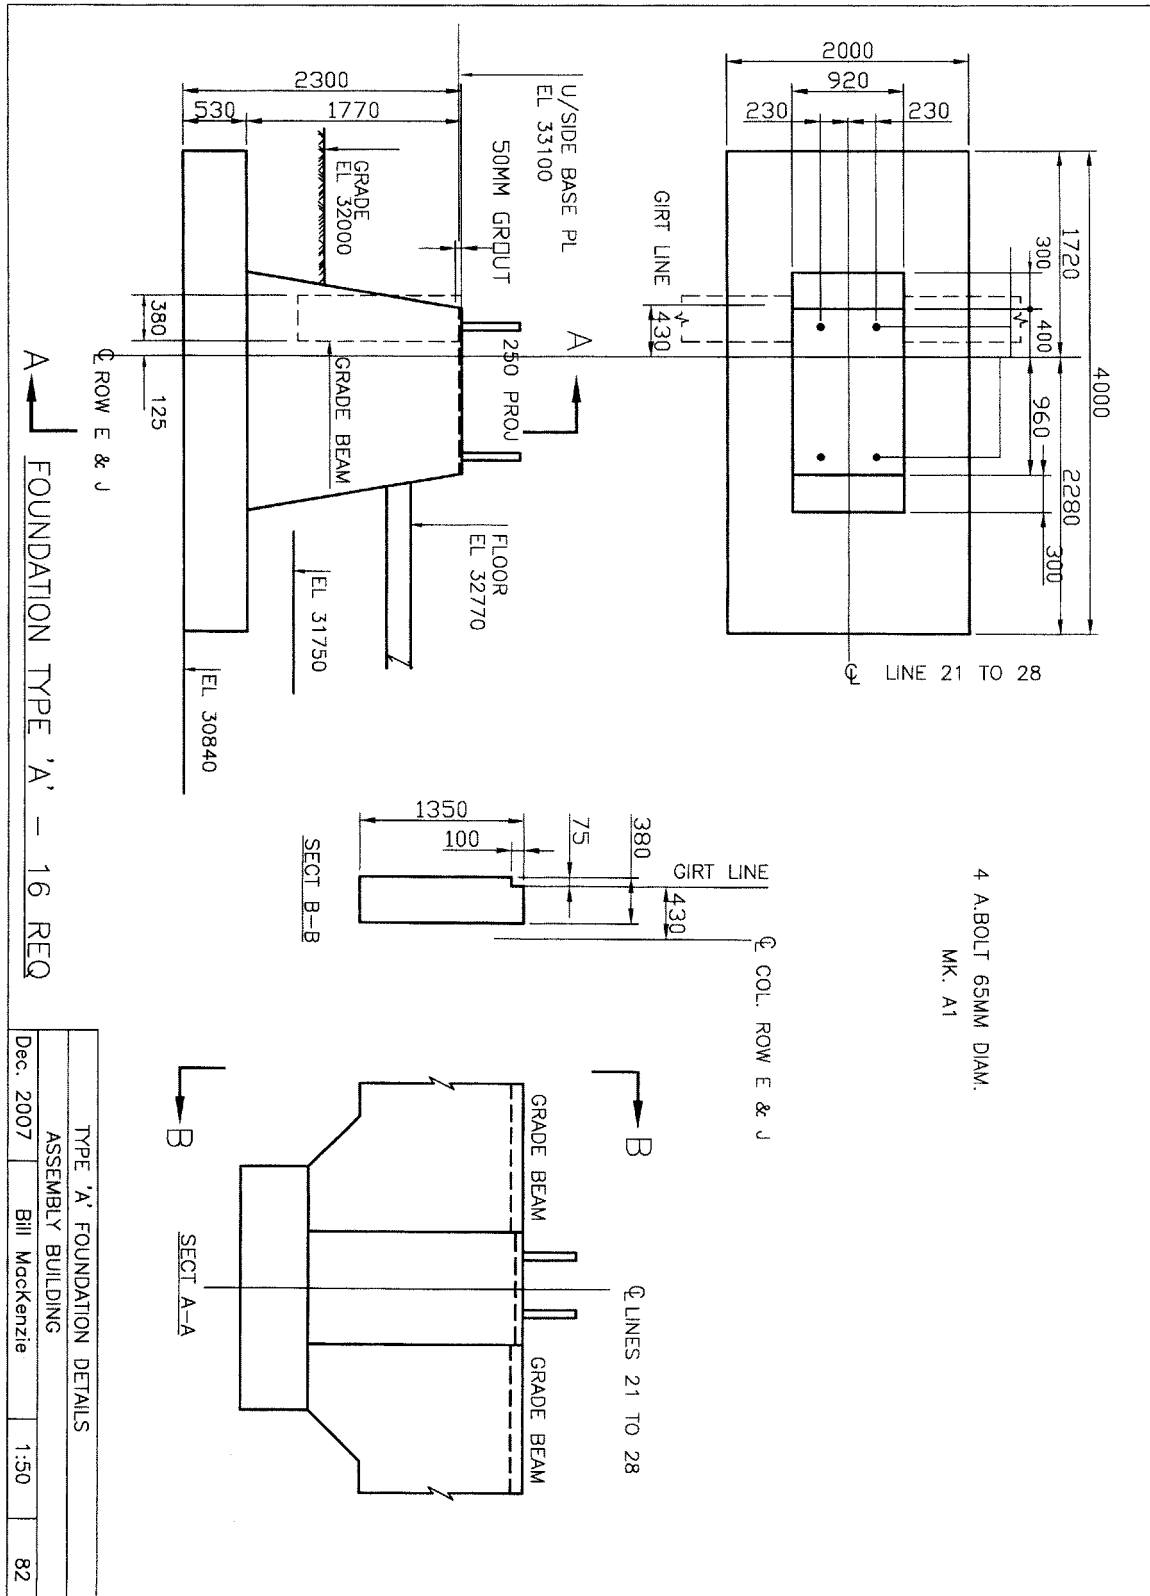 2000
920
230
230
1720
4000
2280
300
400
960
300
GIRT LINE
430
℄ LINE 21 TO 28
2300
530
1770
U/SIDE BASE PL
EL 33100
50MM GROUT
GRADE
EL 32000
380
125
GRADE BEAM
250 PROJ
A
A
℄ ROW E & J
FLOOR
EL 32770
EL 31750
EL 30840
FOUNDATION TYPE 'A' - 16 REQ
4 A.BOLT 65MM DIAM.
MK. A1
1350
100
75
380
GIRT LINE
430
℄ COL. ROW E & J
SECT B-B
B
B
GRADE BEAM
GRADE BEAM
℄ LINES 21 TO 28
SECT A-A
TYPE 'A' FOUNDATION DETAILS
ASSEMBLY BUILDING
Dec. 2007
Bill MacKenzie
1:50
82